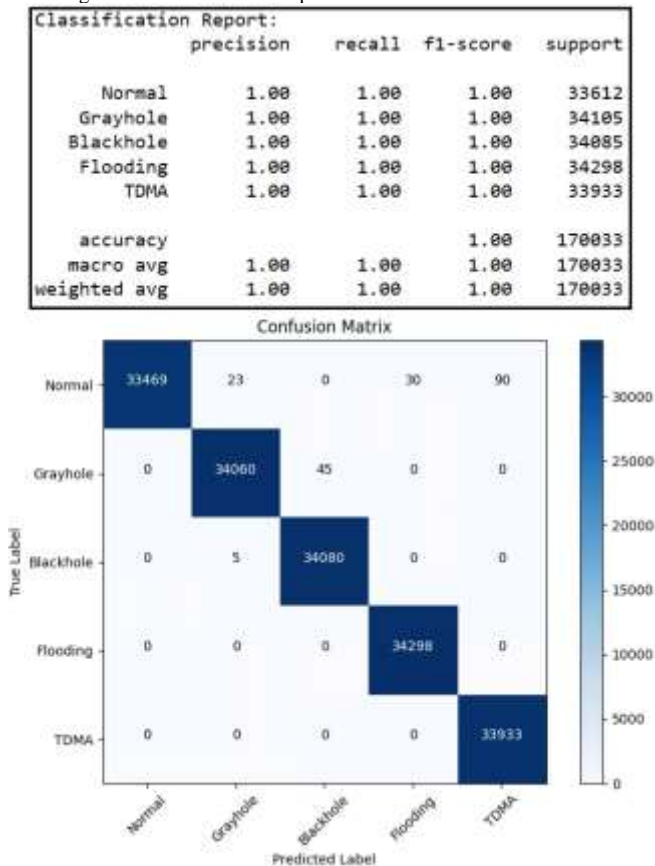 Classification Report:
precision recall f1-score support
Normal 1.00 1.00 1.00 33612
Grayhole 1.00 1.00 1.00 34105
Blackhole 1.00 1.00 1.00 34085
Flooding 1.00 1.00 1.00 34298
TDMA 1.00 1.00 1.00 33933
accuracy 1.00 170033
macro avg 1.00 1.00 1.00 170033
weighted avg 1.00 1.00 1.00 170033
Confusion Matrix
Normal 33469 23 0 30 90
Grayhole 0 34060 45 0 0
Blackhole 0 5 34080 0 0
Flooding 0 0 0 34298 0
TDMA 0 0 0 0 33933
True Label
Normal Grayhole Blackhole Flooding TDMA
Predicted Label
30000
25000
20000
15000
10000
5000
0